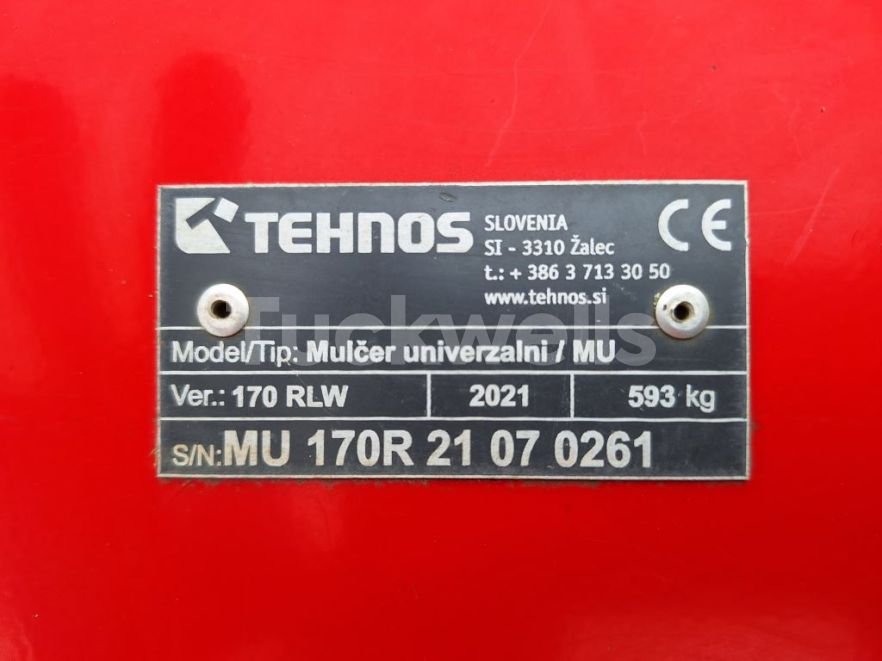 TEHNOS
SLOVENIA
SI - 3310 Žalec
t.: + 386 3 713 30 50
www.tehnos.si
CE
Tuckwells
Model/Tip: Mulčer univerzalni / MU
Ver.: 170 RLW 2021 593 kg
S/N: MU 170R 21 07 0261